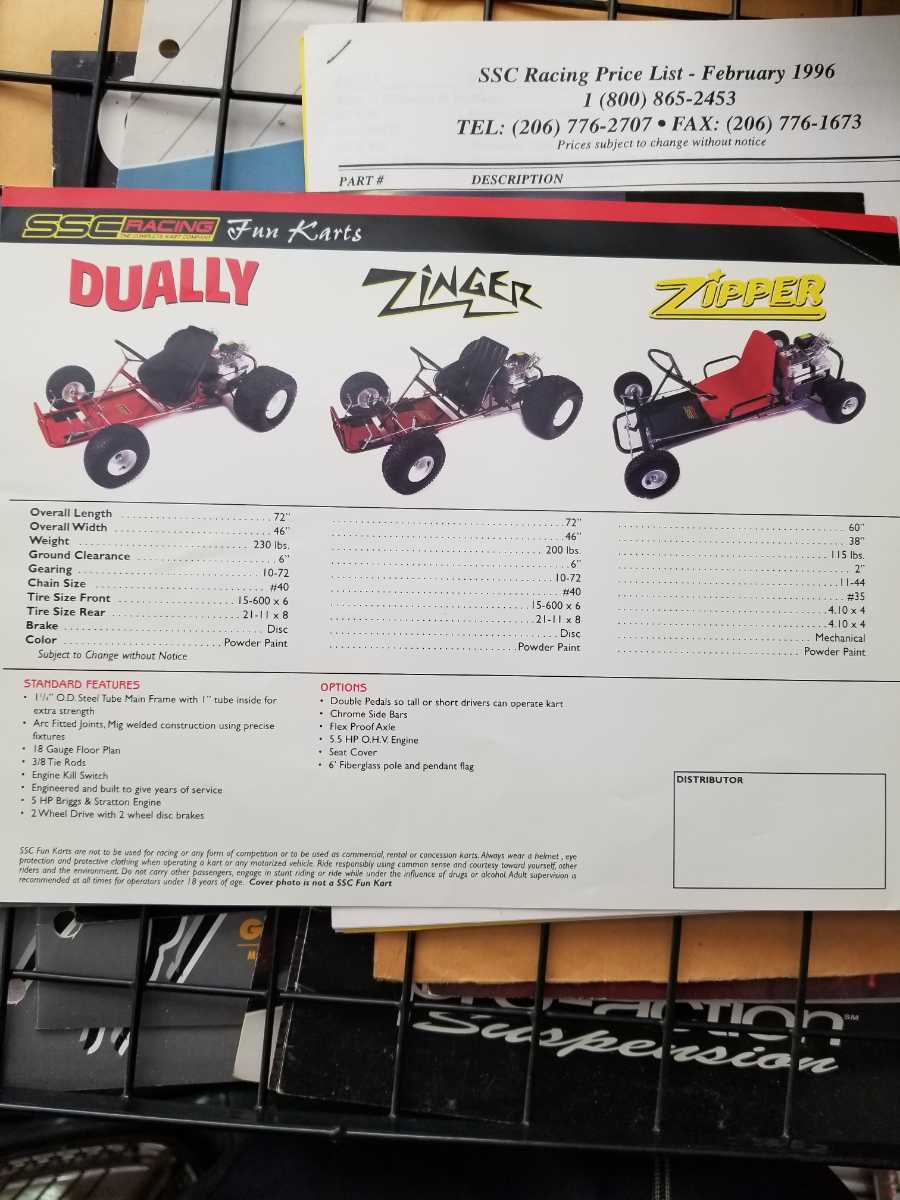 SSC Racing Price List - February 1996
1 (800) 865-2453
TEL: (206) 776-2707 • FAX: (206) 776-1673
Prices subject to change without notice
PART # DESCRIPTION
SSC RACING Fun Karts
THE COMPLETE KART COMPANY
DUALLY ZINGER ZIPPER
Overall Length 72" 72" 60"
Overall Width 46" 46" 38"
Weight 230 lbs. 200 lbs. 115 lbs.
Ground Clearance 6" 6" 2"
Gearing 10-72 10-72 11-44
Chain Size #40 #40 #35
Tire Size Front 15-600 x 6 15-600 x 6 4.10 x 4
Tire Size Rear 21-11 x 8 21-11 x 8 4.10 x 4
Brake Disc Disc Mechanical
Color Powder Paint Powder Paint Powder Paint
Subject to Change without Notice
STANDARD FEATURES
• 1¼" O.D. Steel Tube Main Frame with 1" tube inside for
extra strength
• Arc Fitted Joints, Mig welded construction using precise
fixtures
• 18 Gauge Floor Plan
• 3/8 Tie Rods
• Engine Kill Switch
• Engineered and built to give years of service
• 5 HP Briggs & Stratton Engine
• 2 Wheel Drive with 2 wheel disc brakes
OPTIONS
• Double Pedals so tall or short drivers can operate kart
• Chrome Side Bars
• Flex Proof Axle
• 5.5 HP O.H.V. Engine
• Seat Cover
• 6' Fiberglass pole and pendant flag
DISTRIBUTOR
SSC Fun Karts are not to be used for racing or any form of competition or to be used as commercial, rental or concession karts. Always wear a helmet, eye
protection and protective clothing when operating a kart or any motorized vehicle. Ride responsibly using common sense and courtesy toward yourself, other
riders and the environment. Do not carry other passengers, engage in stunt riding or ride while under the influence of drugs or alcohol. Adult supervision is
recommended at all times for operators under 18 years of age. Cover photo is not a SSC Fun Kart
G
M
action SM
Suspension